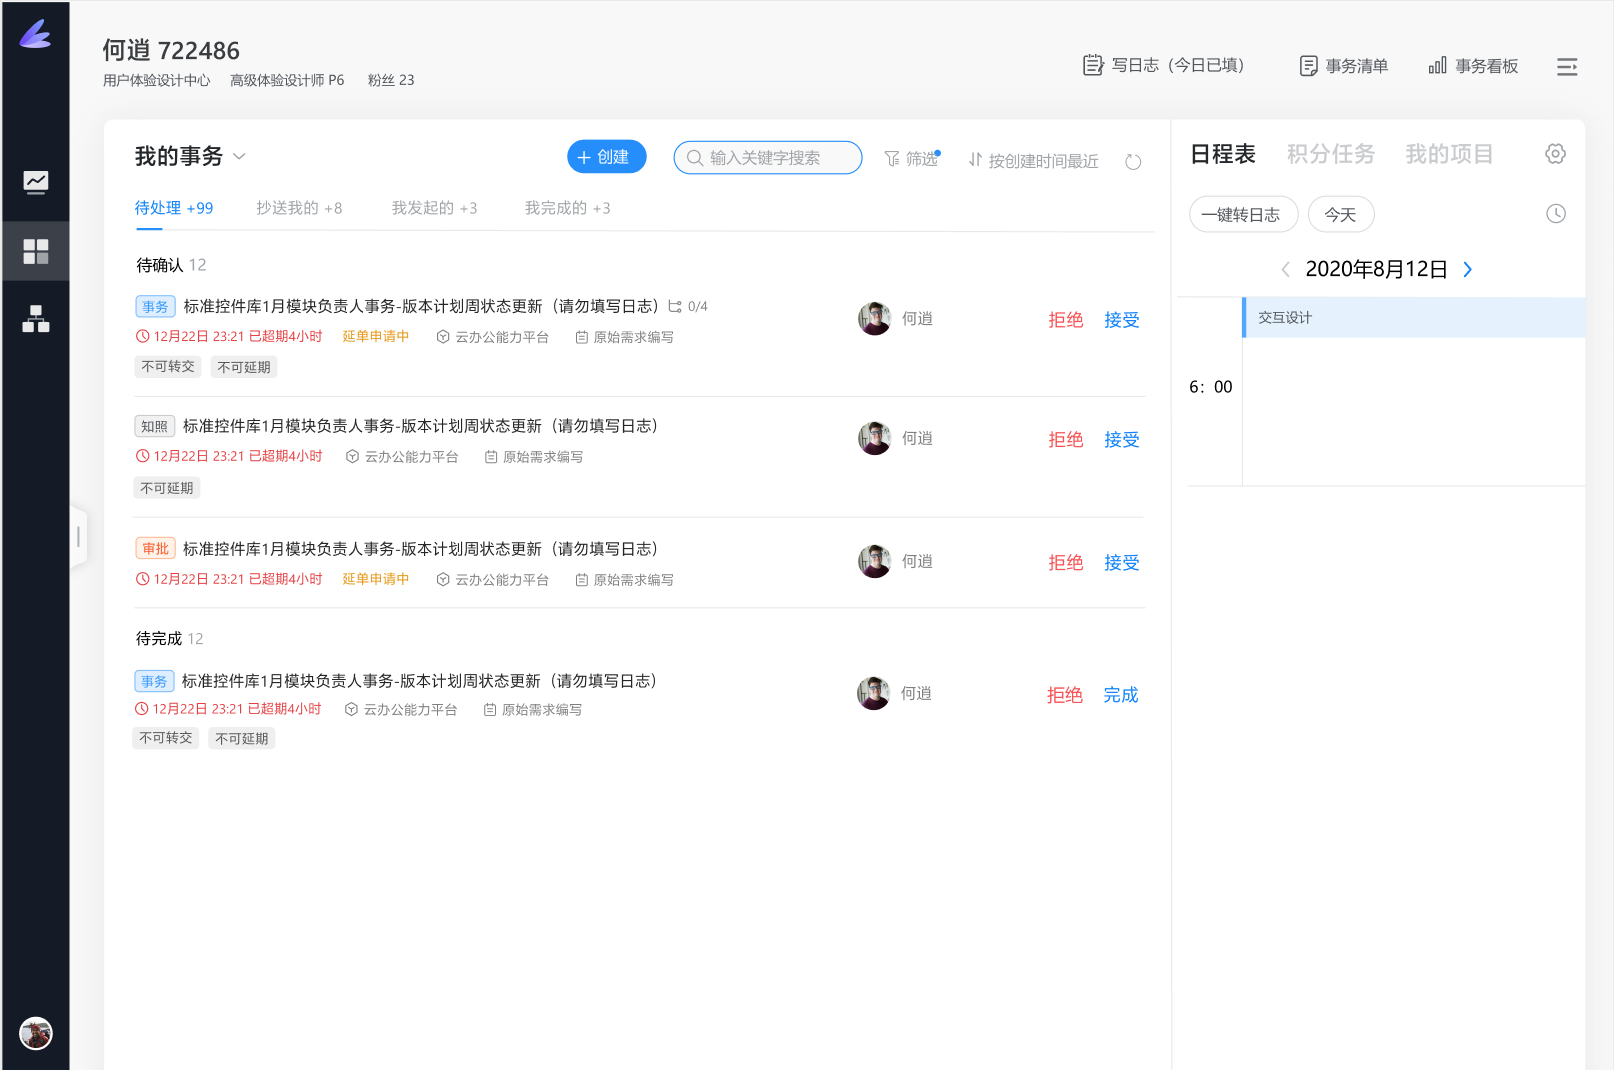 何逍 722486
用户体验设计中心 高级体验设计师 P6 粉丝 23
写日志（今日已填） 事务清单 事务看板
我的事务
创建
输入关键字搜索
筛选
按创建时间最近
待处理 +99 抄送我的 +8 我发起的 +3 我完成的 +3
待确认 12
事务 标准控件库1月模块负责人事务-版本计划周状态更新（请勿填写日志） 0/4
12月22日 23:21 已超期4小时 延单申请中 云办公能力平台 原始需求编写
不可转交 不可延期
何逍 拒绝 接受
知照 标准控件库1月模块负责人事务-版本计划周状态更新（请勿填写日志）
12月22日 23:21 已超期4小时 云办公能力平台 原始需求编写
不可延期
何逍 拒绝 接受
审批 标准控件库1月模块负责人事务-版本计划周状态更新（请勿填写日志）
12月22日 23:21 已超期4小时 延单申请中 云办公能力平台 原始需求编写
何逍 拒绝 接受
待完成 12
事务 标准控件库1月模块负责人事务-版本计划周状态更新（请勿填写日志）
12月22日 23:21 已超期4小时 云办公能力平台 原始需求编写
不可转交 不可延期
何逍 拒绝 完成
日程表 积分任务 我的项目
一键转日志 今天
2020年8月12日
交互设计
6：00